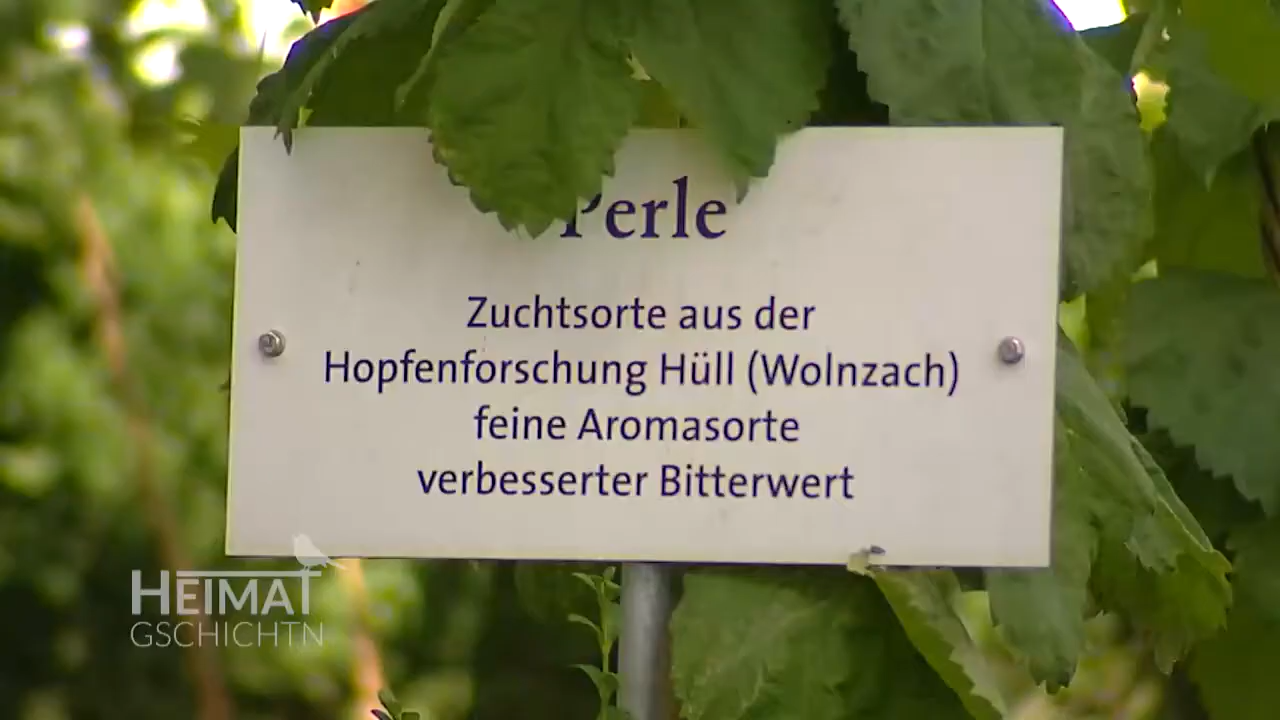 Perle
Zuchtsorte aus der
Hopfenforschung Hüll (Wolnzach)
feine Aromasorte
verbesserter Bitterwert
HEIMAT
GSCHICHTN